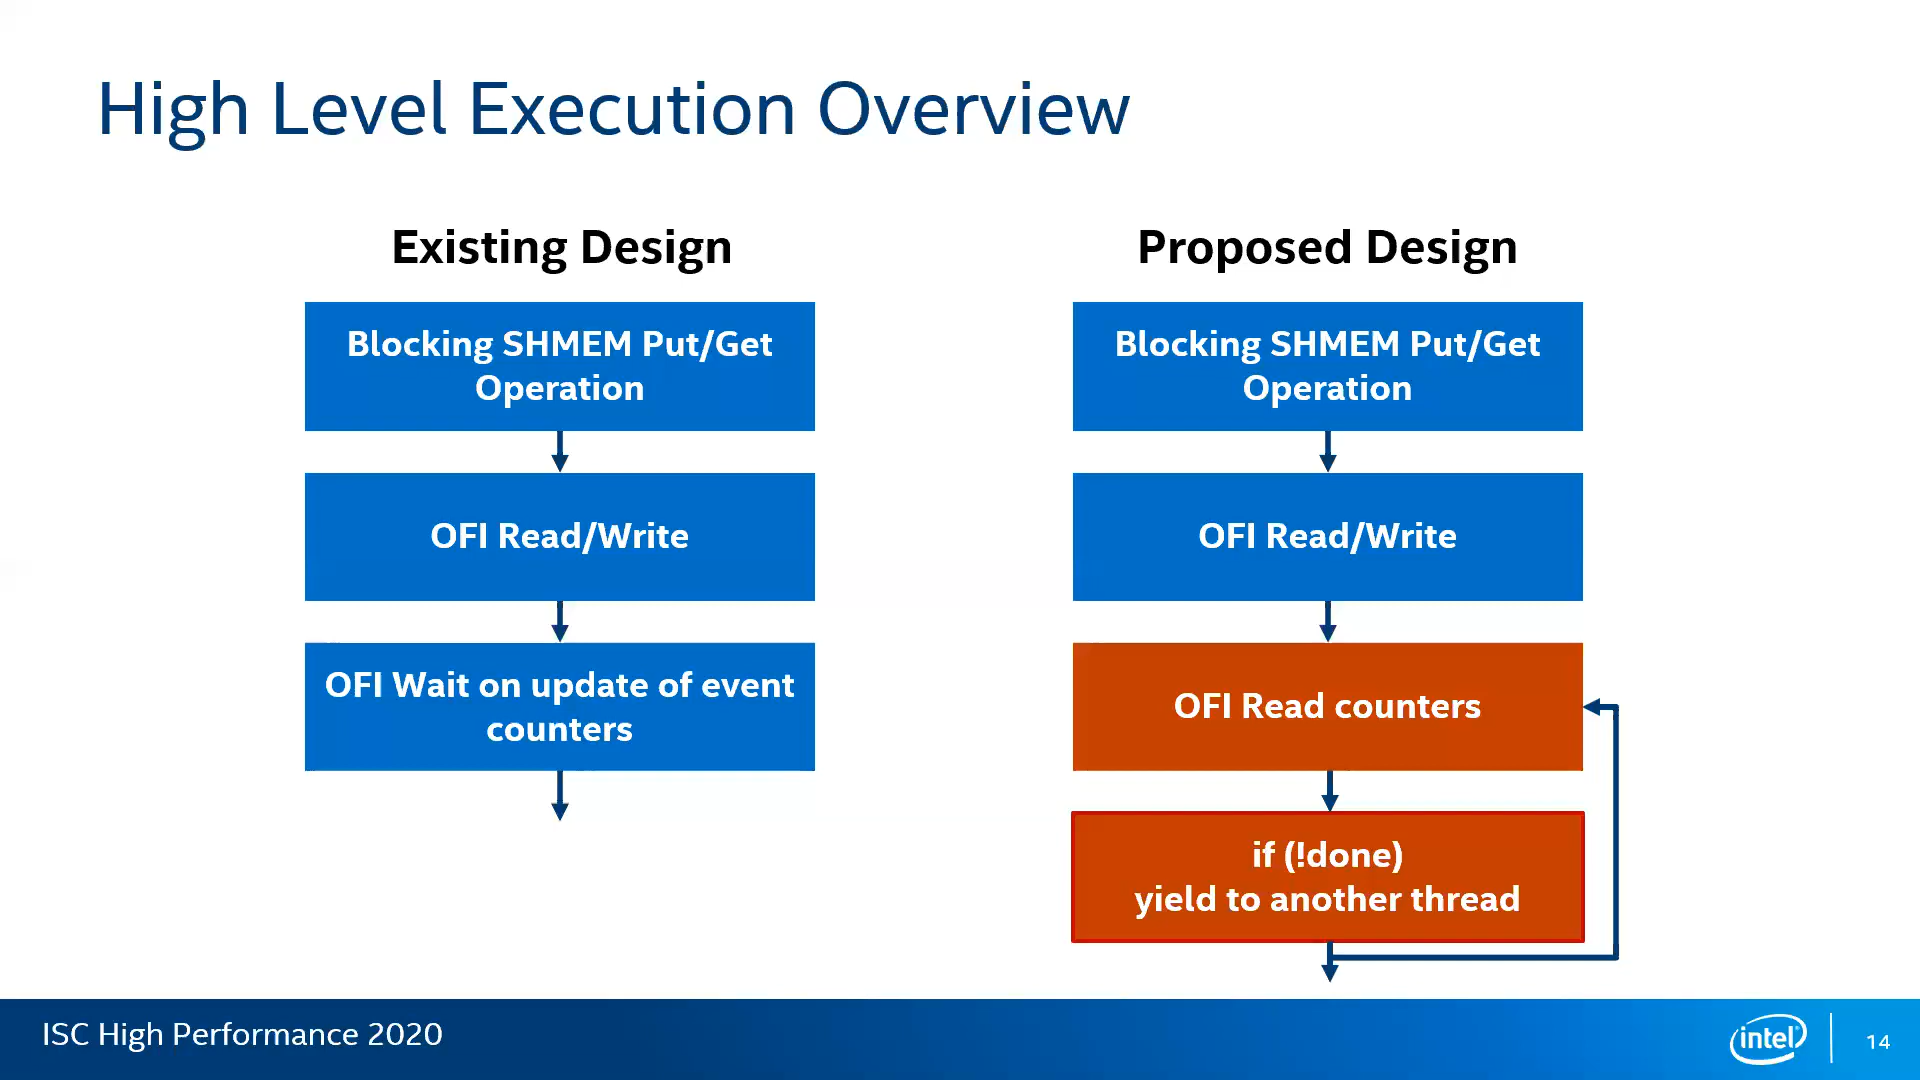 High Level Execution Overview
Existing Design
Blocking SHMEM Put/Get
Operation
OFI Read/Write
OFI Wait on update of event
counters
Proposed Design
Blocking SHMEM Put/Get
Operation
OFI Read/Write
OFI Read counters
if (!done)
yield to another thread
ISC High Performance 2020
intel
14